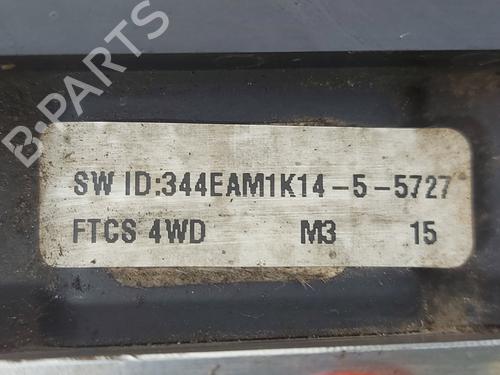 B-PARTS
SW ID:344EAM1K14-5-5727
FTCS 4WD M3 15